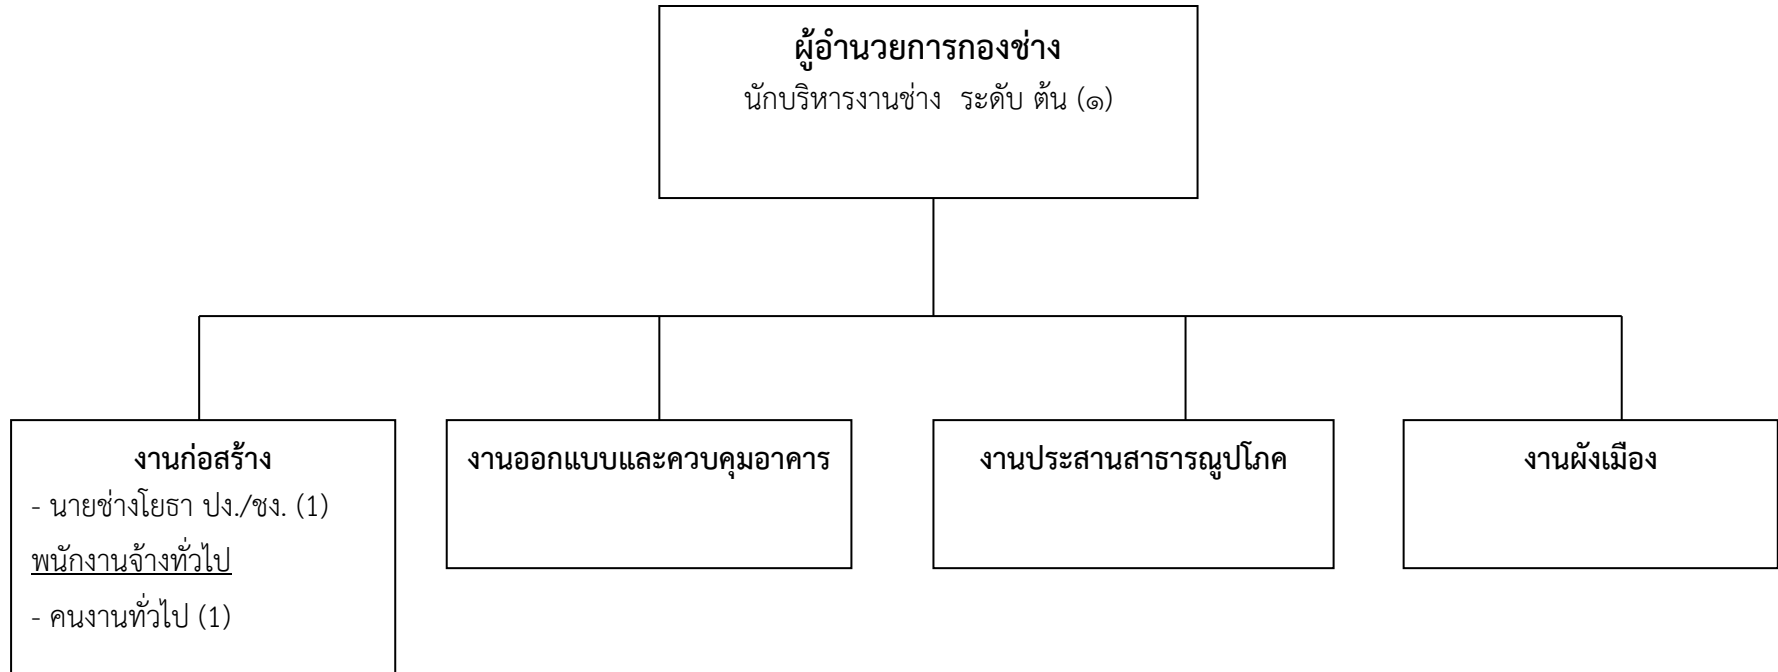 ผู้อำนวยการกองช่าง
นักบริหารงานช่าง ระดับ ต้น (๑)
งานก่อสร้าง
- นายช่างโยธา ปง./ชง. (1)
พนักงานจ้างทั่วไป
- คนงานทั่วไป (1)
งานออกแบบและควบคุมอาคาร
งานประสานสาธารณูปโภค
งานผังเมือง